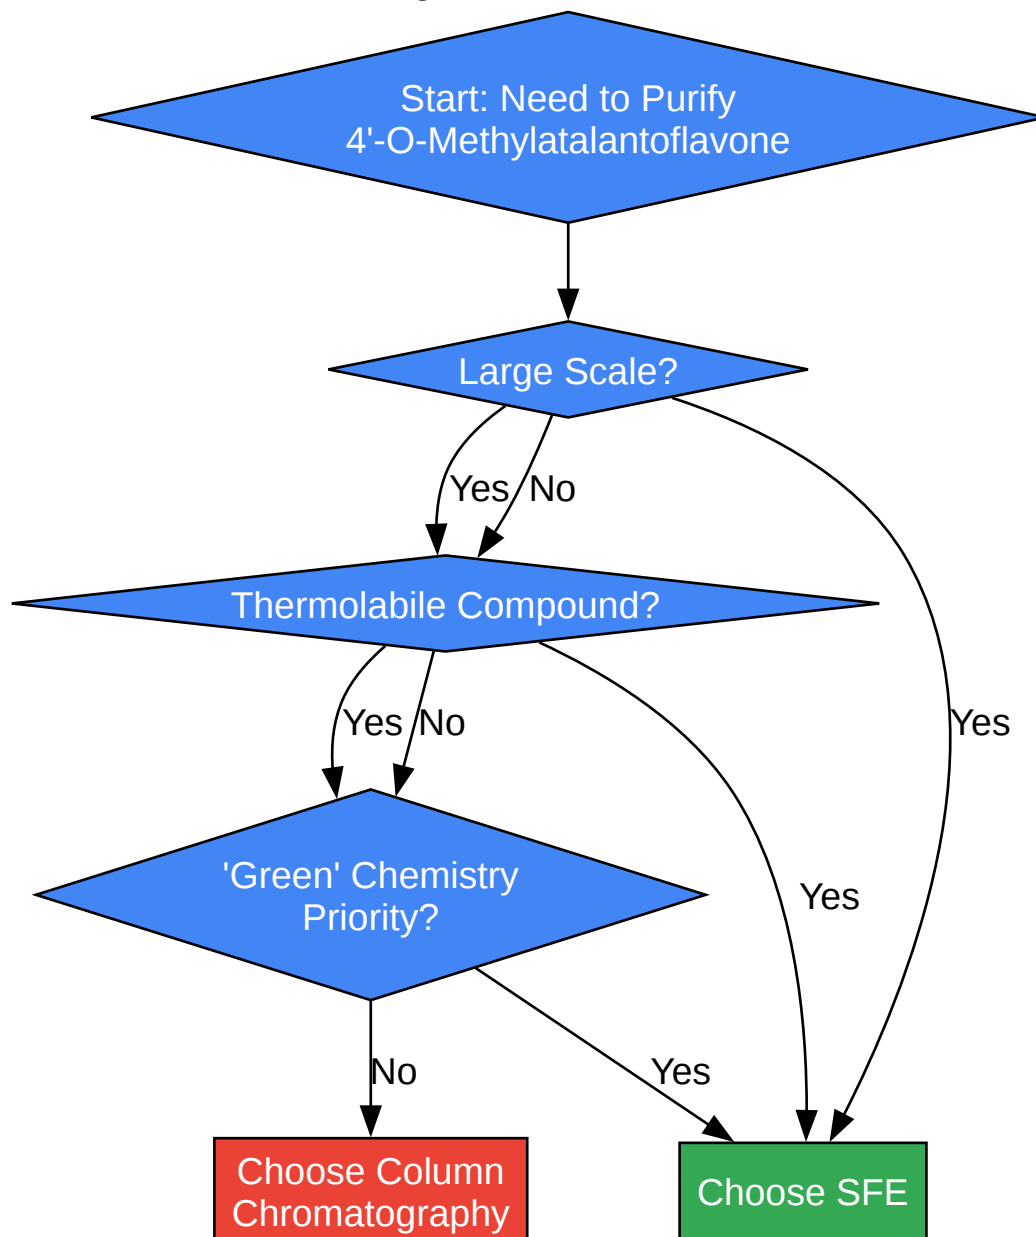 Start: Need to Purify
4'-O-Methylatalantoflavone
Large Scale?
Yes
No
Thermolabile Compound?
Yes
No
Yes
'Green' Chemistry
Priority?
Yes
No
Yes
Choose Column
Chromatography
Choose SFE